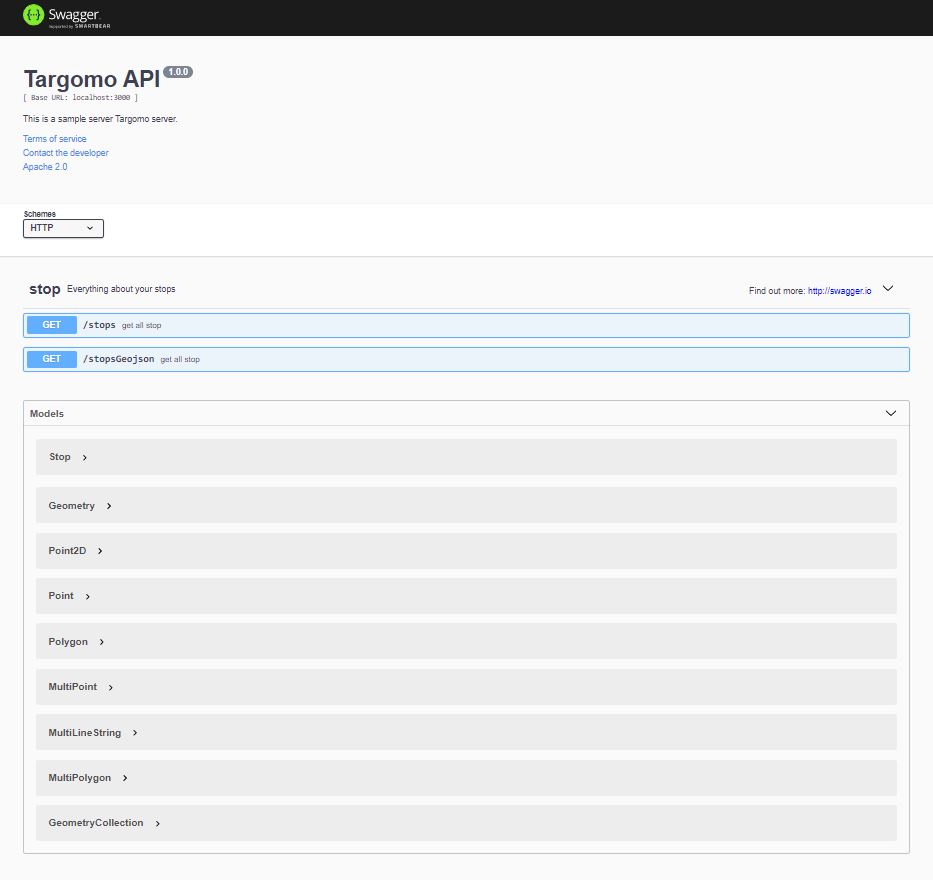 Swagger.
Supported by SMARTBEAR
Targomo API 1.0.0
[ Base URL: localhost:3000 ]
This is a sample server Targomo server.
Terms of service
Contact the developer
Apache 2.0
Schemes
HTTP
stop Everything about your stops Find out more: http://swagger.io
GET /stops get all stop
GET /stopsGeojson get all stop
Models
Stop
Geometry
Point2D
Point
Polygon
MultiPoint
MultiLineString
MultiPolygon
GeometryCollection